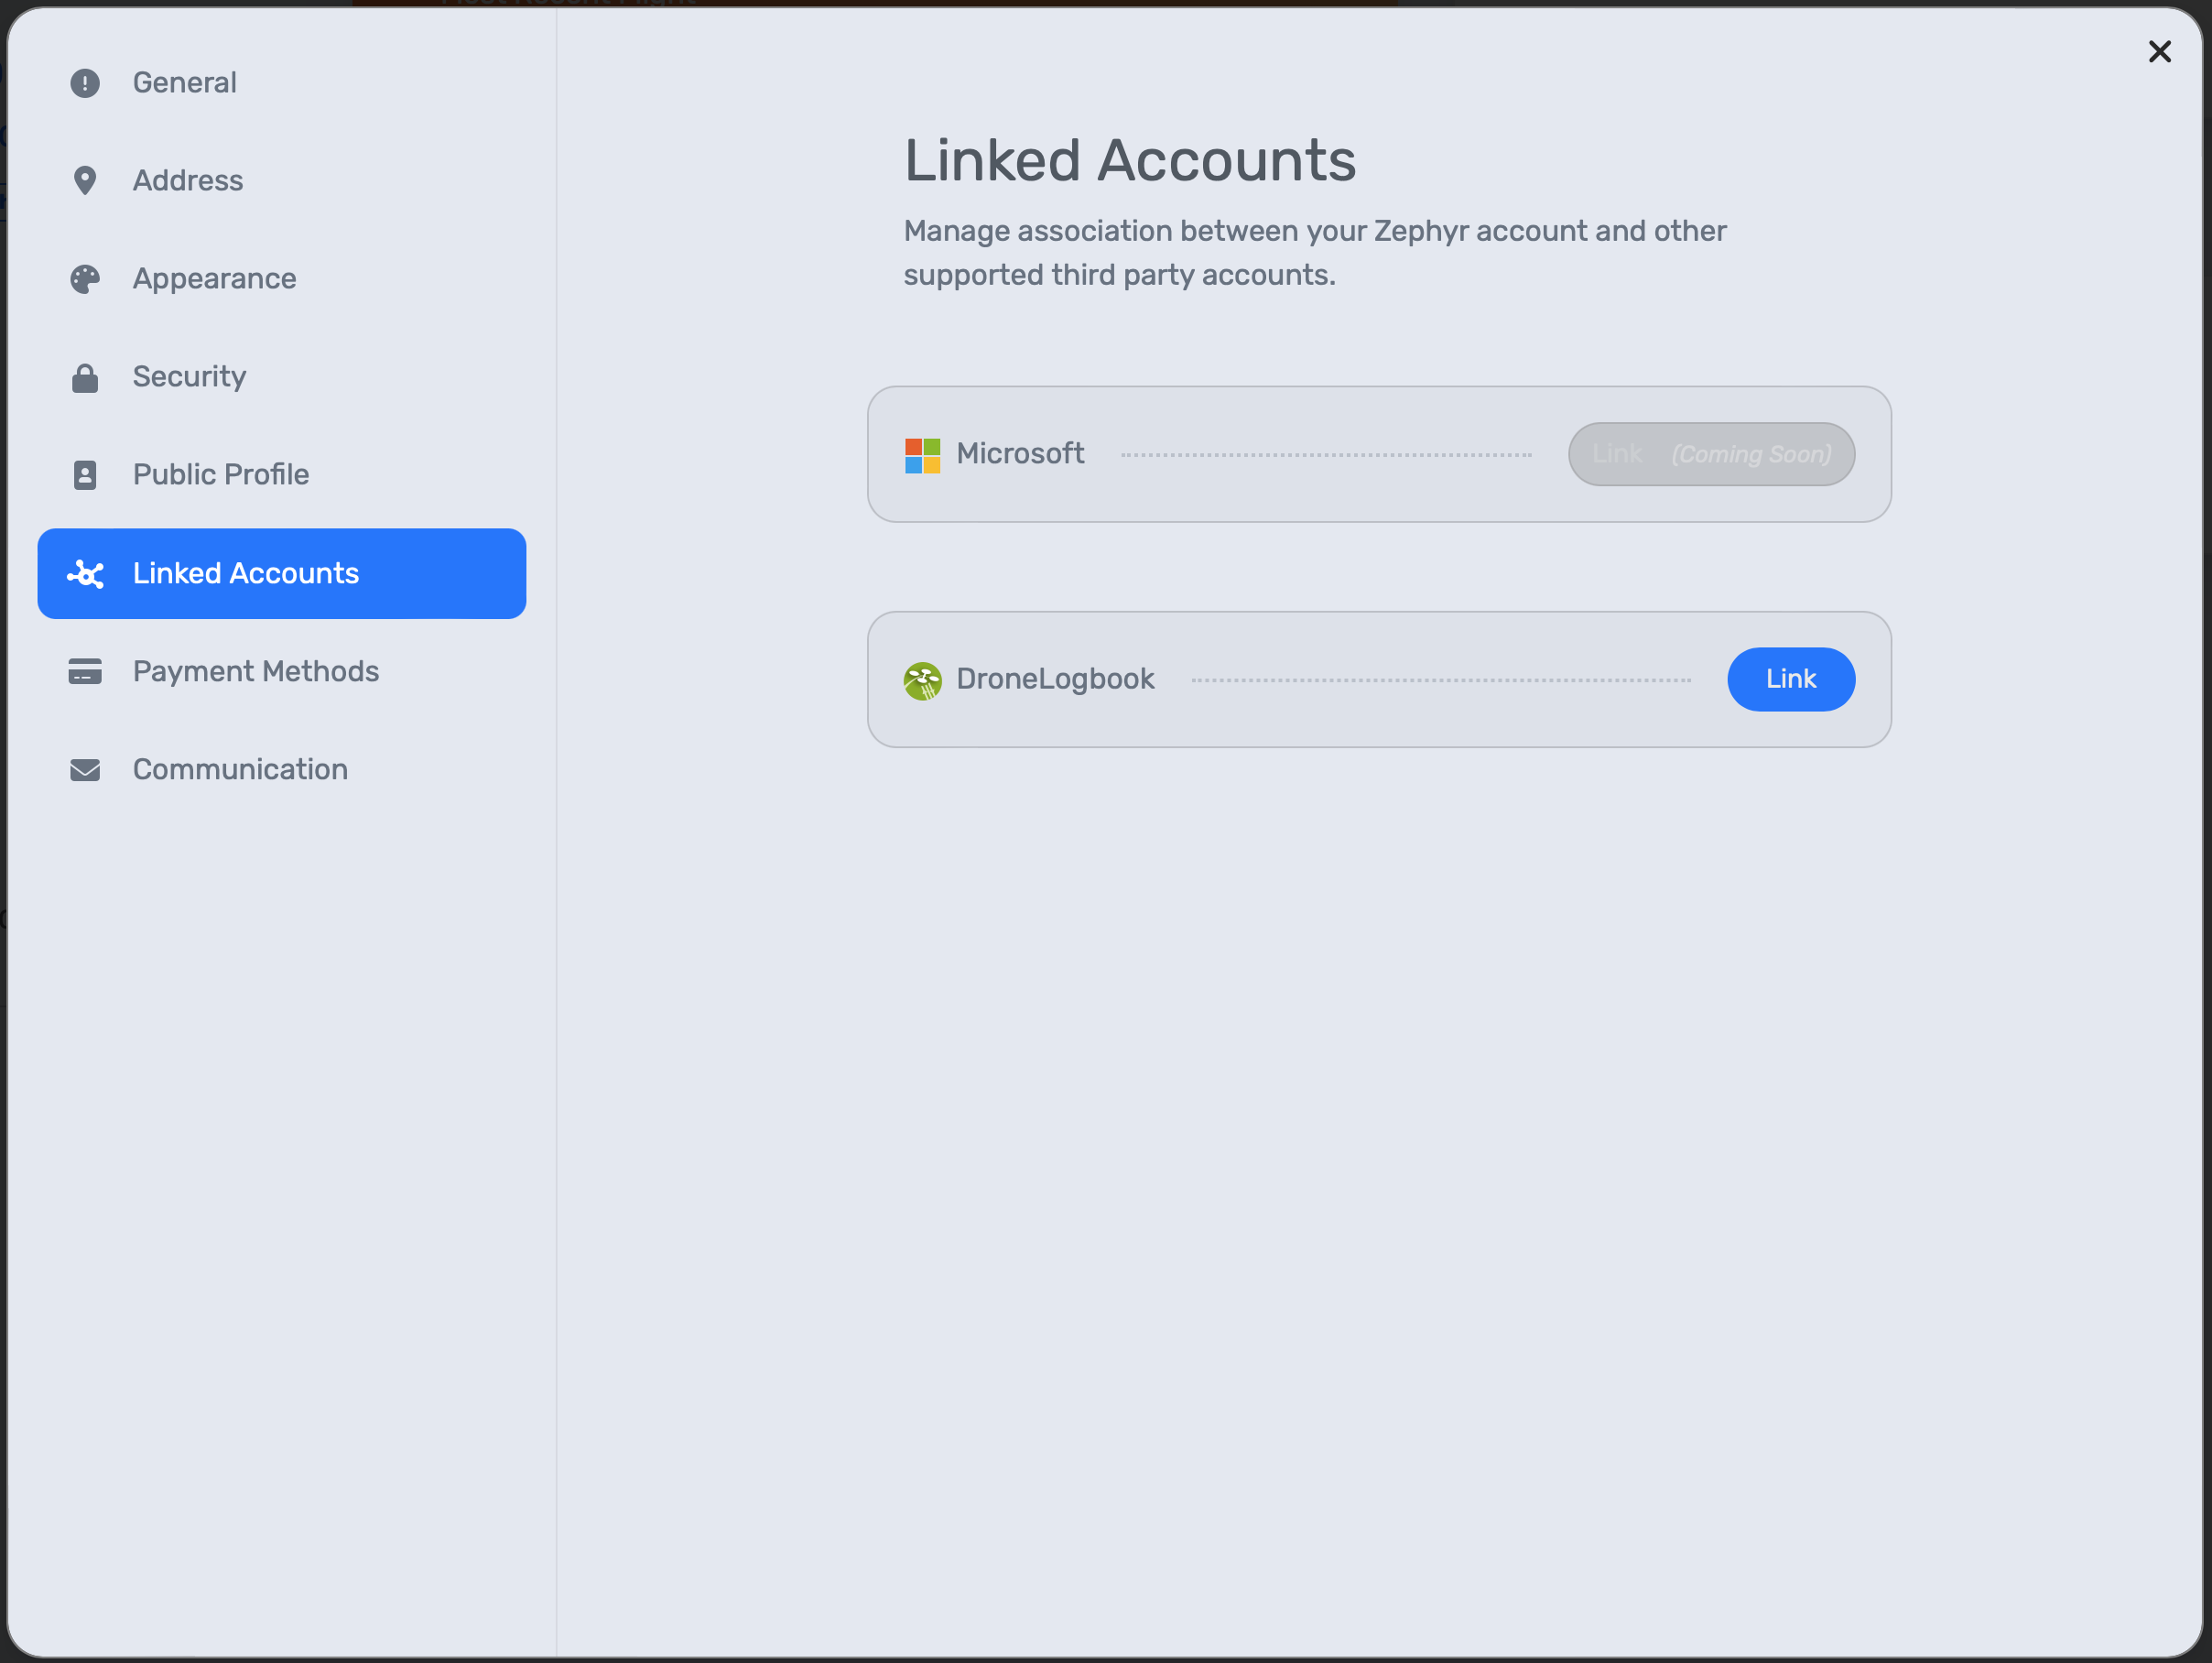 General
Address
Appearance
Security
Public Profile
Linked Accounts
Payment Methods
Communication
Linked Accounts
Manage association between your Zephyr account and other
supported third party accounts.
Microsoft
Link (Coming Soon)
DroneLogbook
Link